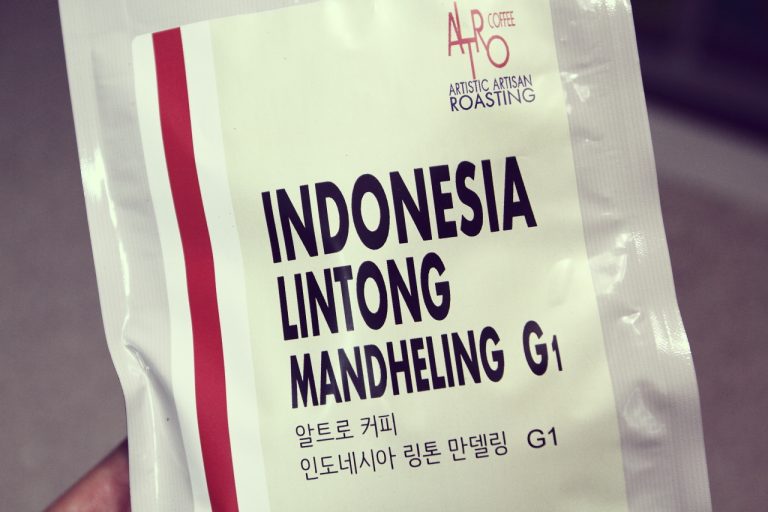 ALTRO COFFEE
ARTISTIC ARTISAN
ROASTING
INDONESIA
LINTONG
MANDHELING G1
알트로 커피
인도네시아 링톤 만델링 G1